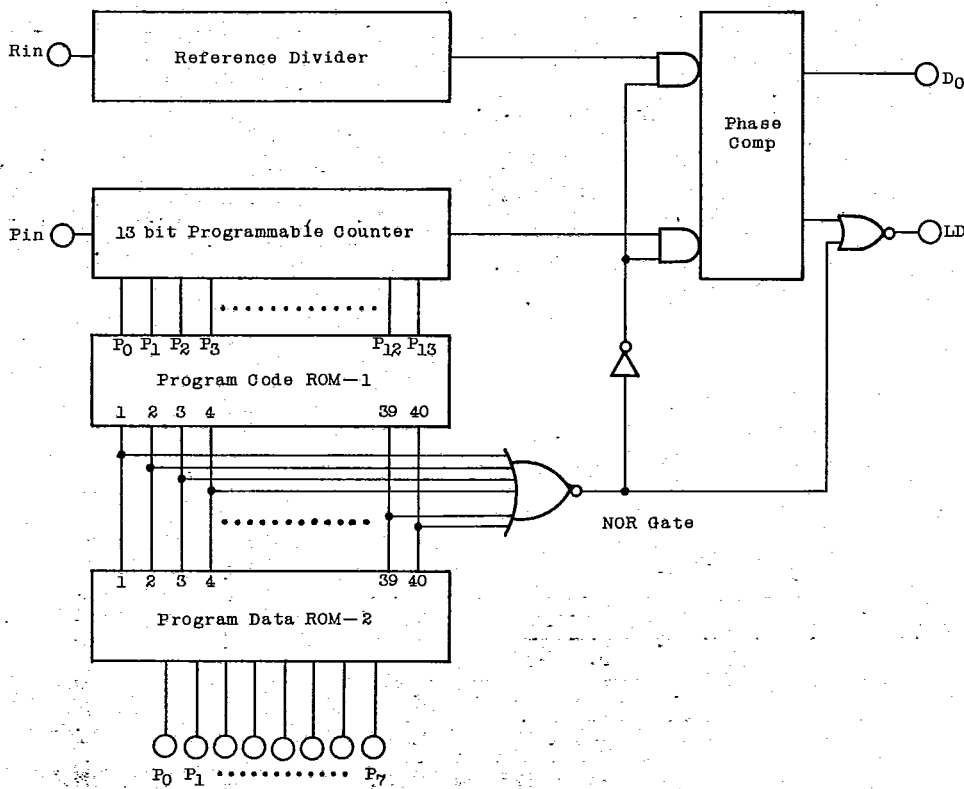 Rin
Reference Divider
Phase
Comp
D0
Pin
13 bit Programmable Counter
LD
P0 P1 P2 P3 P12 P13
Program Code ROM-1
1 2 3 4 39 40
NOR Gate
1 2 3 4 39 40
Program Data ROM-2
P0 P1 P7